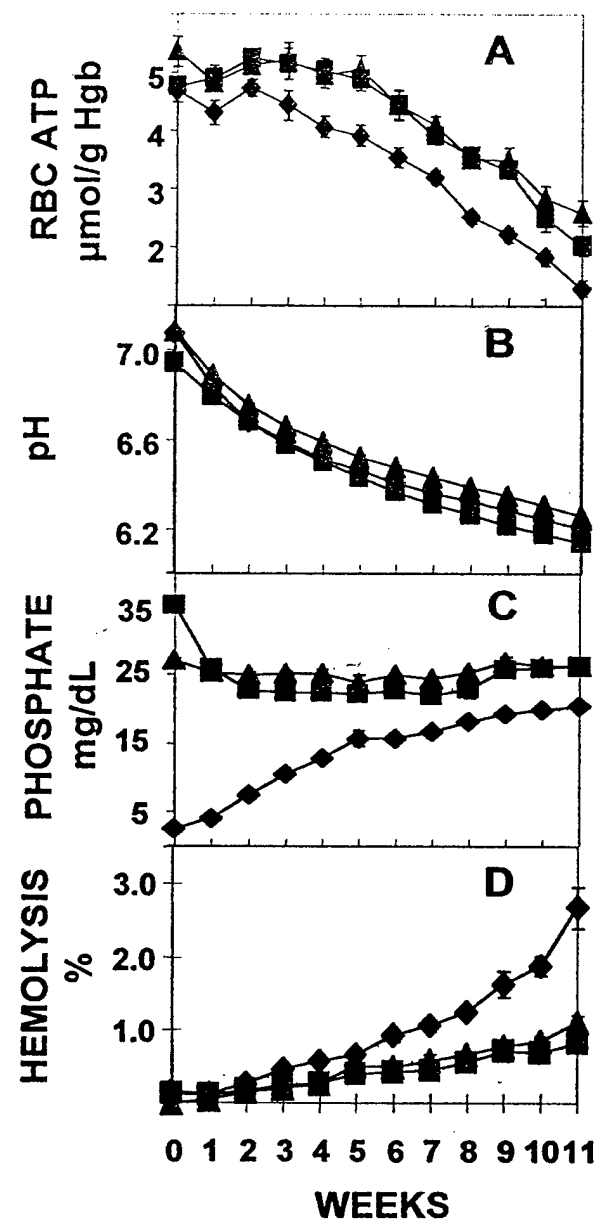 A
RBC ATP
µmol/g Hgb
5
4
3
2
B
pH
7.0
6.6
6.2
C
PHOSPHATE
mg/dL
35
25
15
5
D
HEMOLYSIS
%
3.0
2.0
1.0
0 1 2 3 4 5 6 7 8 9 10 11
WEEKS